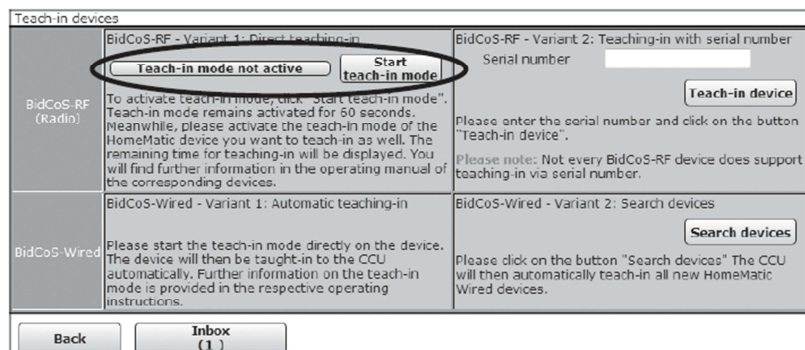 Teach-in devices
BidCoS-RF
(Radio)
BidCoS-RF - Variant 1: Direct teaching-in
Teach-in mode not active
Start
teach-in mode
To activate teach-in mode, click "Start teach-in mode".
Teach-in mode remains activated for 60 seconds.
Meanwhile, please activate the teach-in mode of the
HomeMatic device you want to teach-in as well. The
remaining time for teaching-in will be displayed. You
will find further information in the operating manual of
the corresponding devices.
BidCoS-RF - Variant 2: Teaching-in with serial number
Serial number
Teach-in device
Please enter the serial number and click on the button
"Teach-in device".
Please note: Not every BidCoS-RF device does support
teaching-in via serial number.
BidCoS-Wired
BidCoS-Wired - Variant 1: Automatic teaching-in
Please start the teach-in mode directly on the device.
The device will then be taught-in to the CCU
automatically. Further information on the teach-in
mode is provided in the respective operating
instructions.
BidCoS-Wired - Variant 2: Search devices
Search devices
Please click on the button "Search devices" The CCU
will then automatically teach-in all new HomeMatic
Wired devices.
Back
Inbox
(1 )